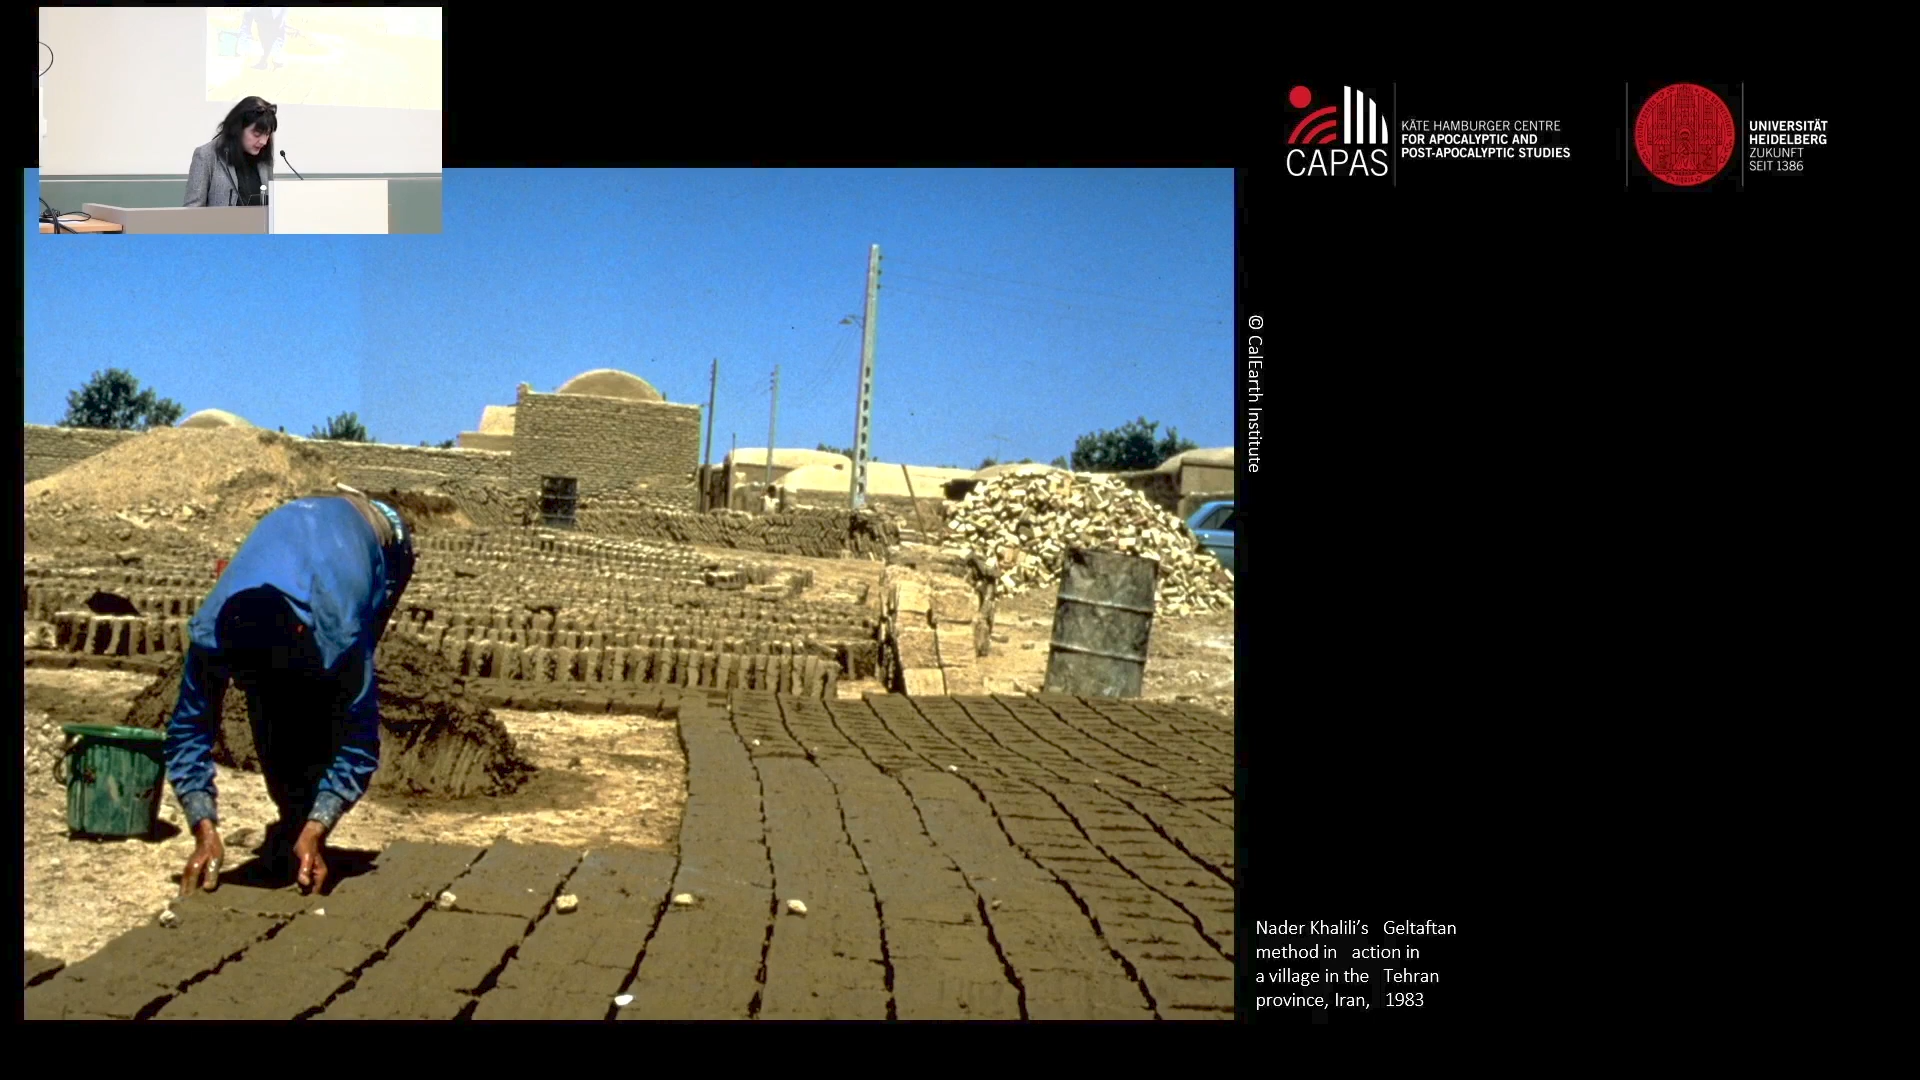 CAPAS
KÄTE HAMBURGER CENTRE
FOR APOCALYPTIC AND
POST-APOCALYPTIC STUDIES
UNIVERSITÄT
HEIDELBERG
ZUKUNFT
SEIT 1386
© CalEarth Institute
Nader Khalili's Geltaftan
method in action in
a village in the Tehran
province, Iran, 1983